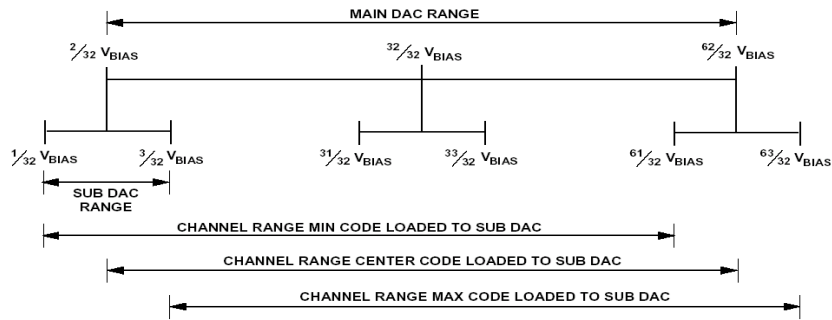 MAIN DAC RANGE
2/32 VBIAS 32/32 VBIAS 62/32 VBIAS
1/32 VBIAS 3/32 VBIAS 31/32 VBIAS 33/32 VBIAS 61/32 VBIAS 63/32 VBIAS
SUB DAC
RANGE
CHANNEL RANGE MIN CODE LOADED TO SUB DAC
CHANNEL RANGE CENTER CODE LOADED TO SUB DAC
CHANNEL RANGE MAX CODE LOADED TO SUB DAC